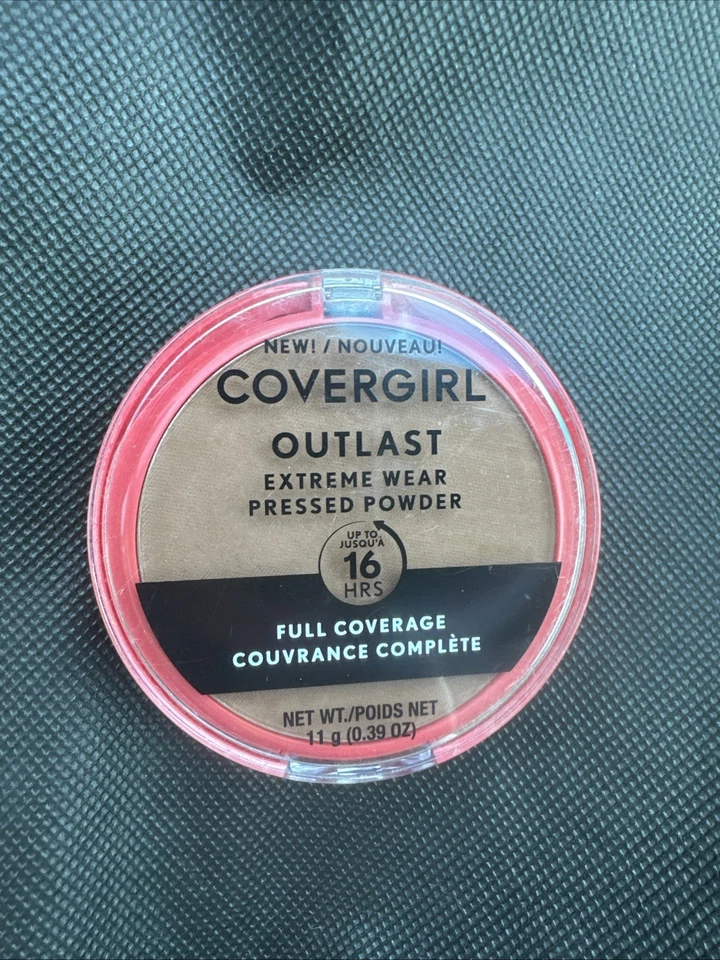 NEW! / NOUVEAU!
COVERGIRL
OUTLAST
EXTREME WEAR
PRESSED POWDER
UP TO
JUSQU'À
16
HRS
FULL COVERAGE
COUVRANCE COMPLÈTE
NET WT./POIDS NET
11 g (0.39 OZ)